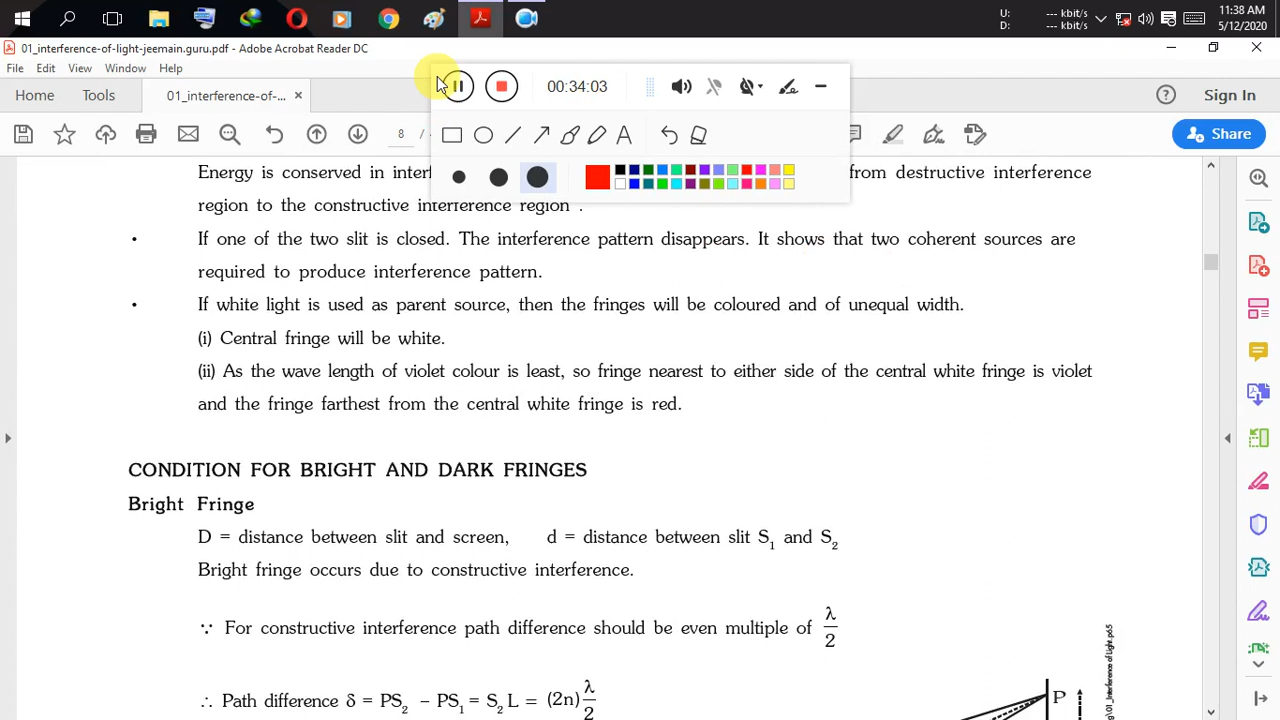 11:38 AM
5/12/2020
U: --- kbit/s
D: --- kbit/s
01_interference-of-light-jeemain.guru.pdf - Adobe Acrobat Reader DC
File Edit View Window Help
Home Tools 01_interference-of-... × Sign In
00:34:03
8 / Share
Energy is conserved in interf from destructive interference
region to the constructive interference region .
• If one of the two slit is closed. The interference pattern disappears. It shows that two coherent sources are
required to produce interference pattern.
• If white light is used as parent source, then the fringes will be coloured and of unequal width.
(i) Central fringe will be white.
(ii) As the wave length of violet colour is least, so fringe nearest to either side of the central white fringe is violet
and the fringe farthest from the central white fringe is red.
CONDITION FOR BRIGHT AND DARK FRINGES
Bright Fringe
D = distance between slit and screen, d = distance between slit S₁ and S₂
Bright fringe occurs due to constructive interference.
∵ For constructive interference path difference should be even multiple of λ/2
∴ Path difference δ = PS₂ – PS₁ = S₂ L = (2n) λ/2
P